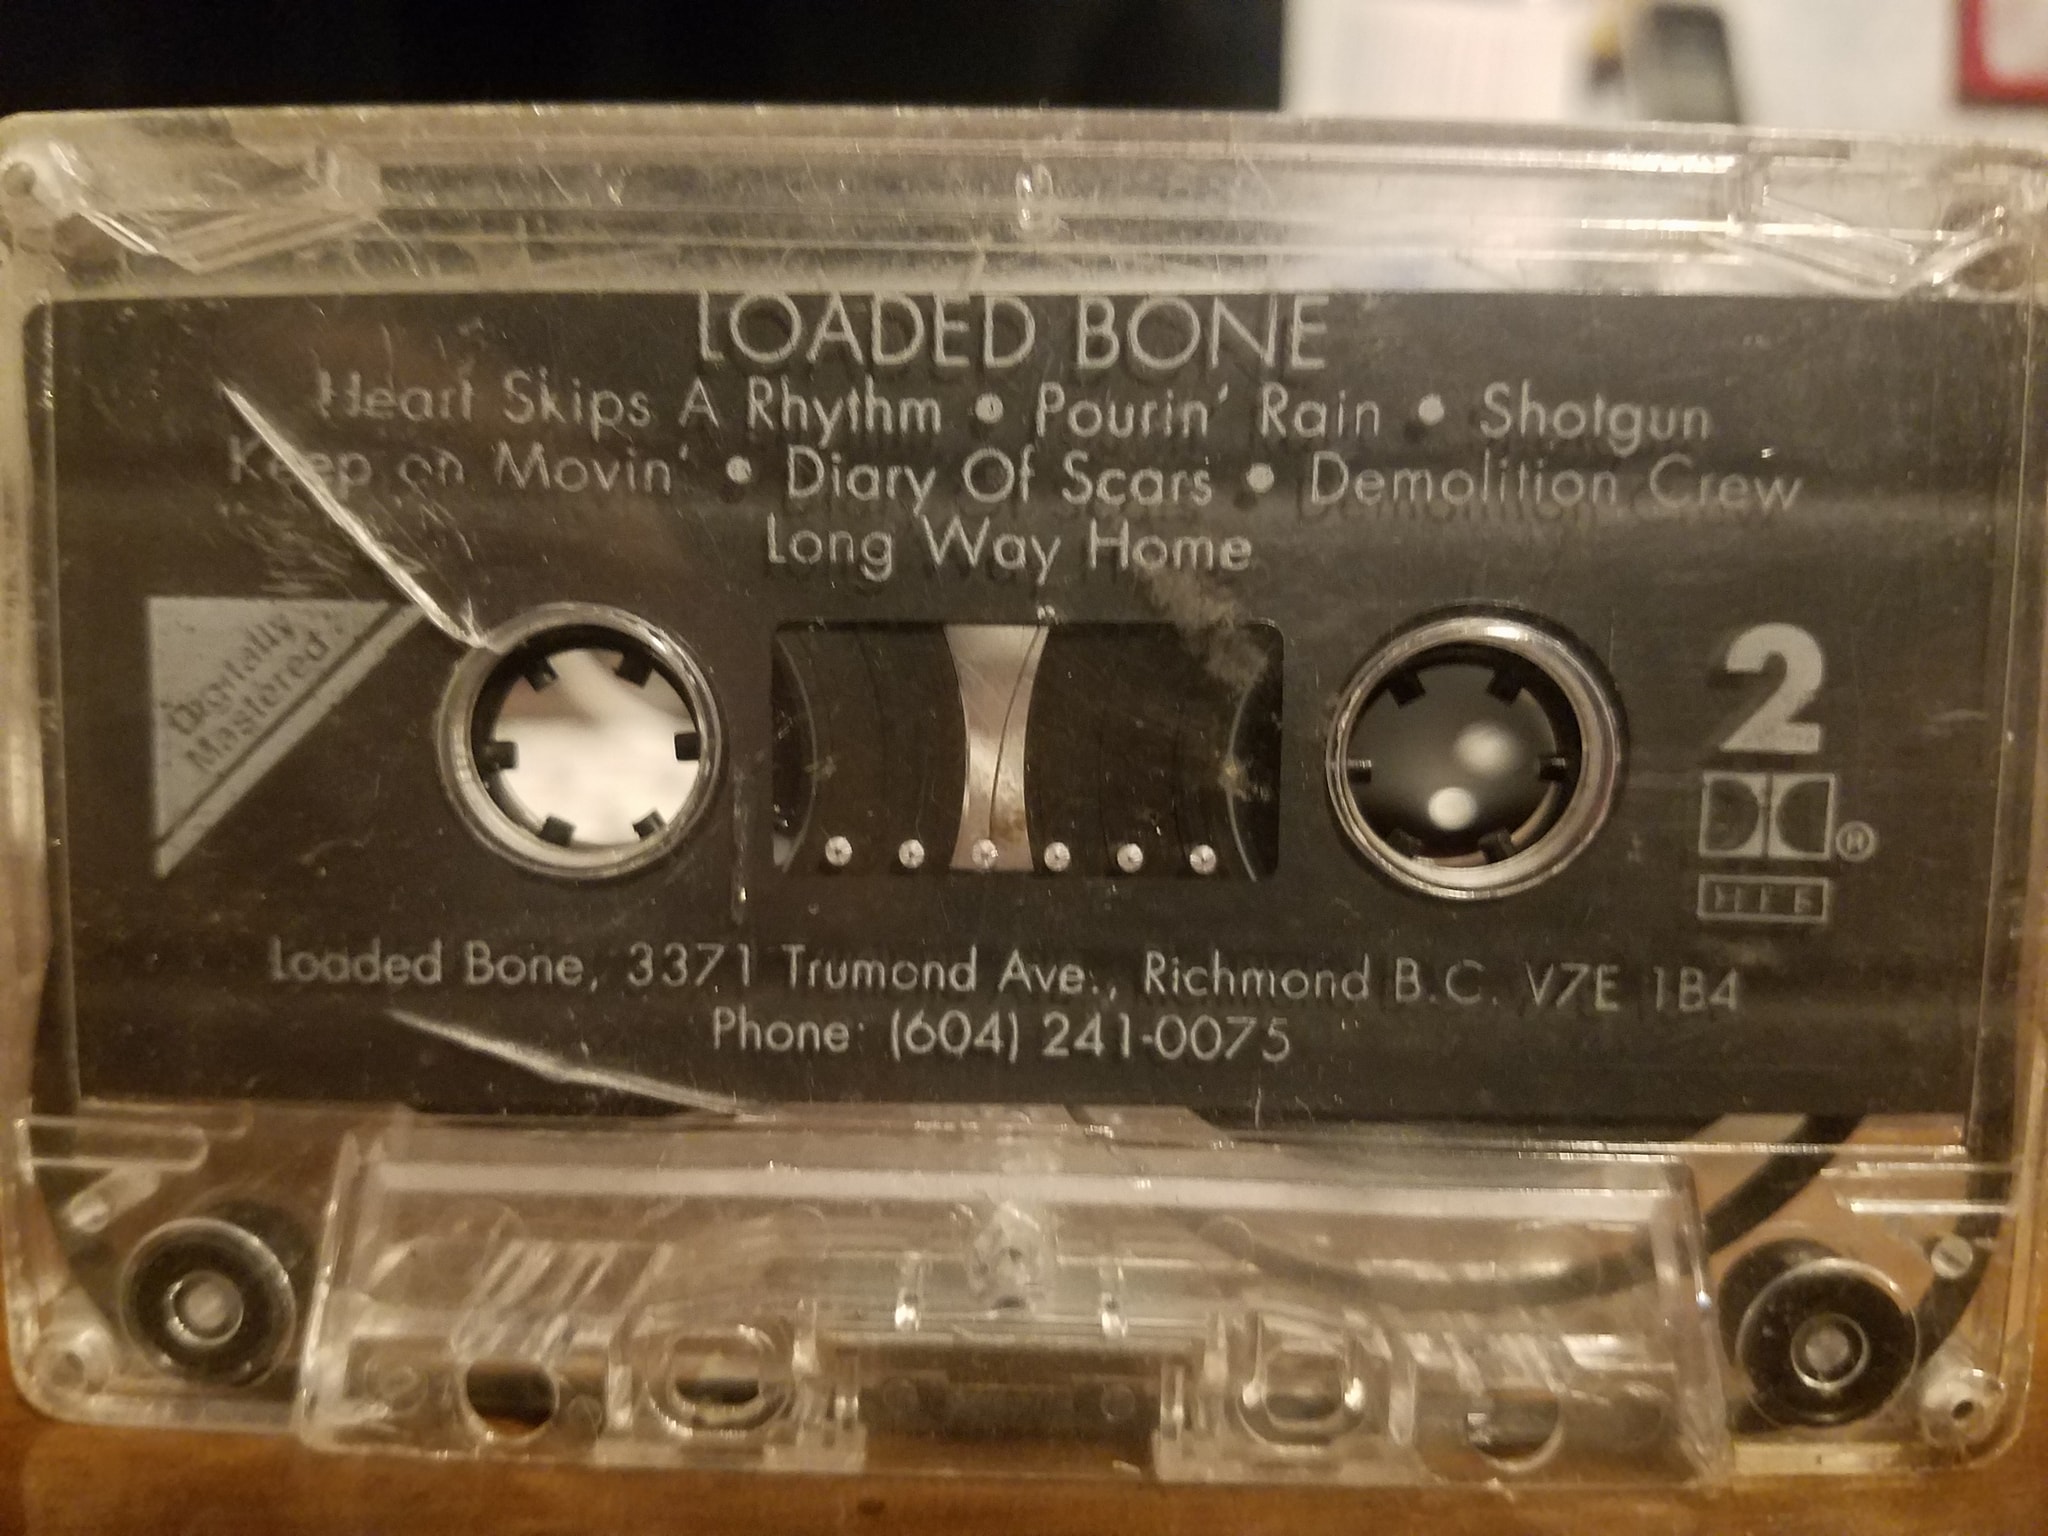 LOADED BONE
Heart Skips A Rhythm • Pourin' Rain • Shotgun
Keep on Movin' • Diary Of Scars • Demolition Crew
Long Way Home
Digitally
Mastered
2
®
Loaded Bone, 3371 Trumond Ave., Richmond B.C. V7E 1B4
Phone: (604) 241-0075